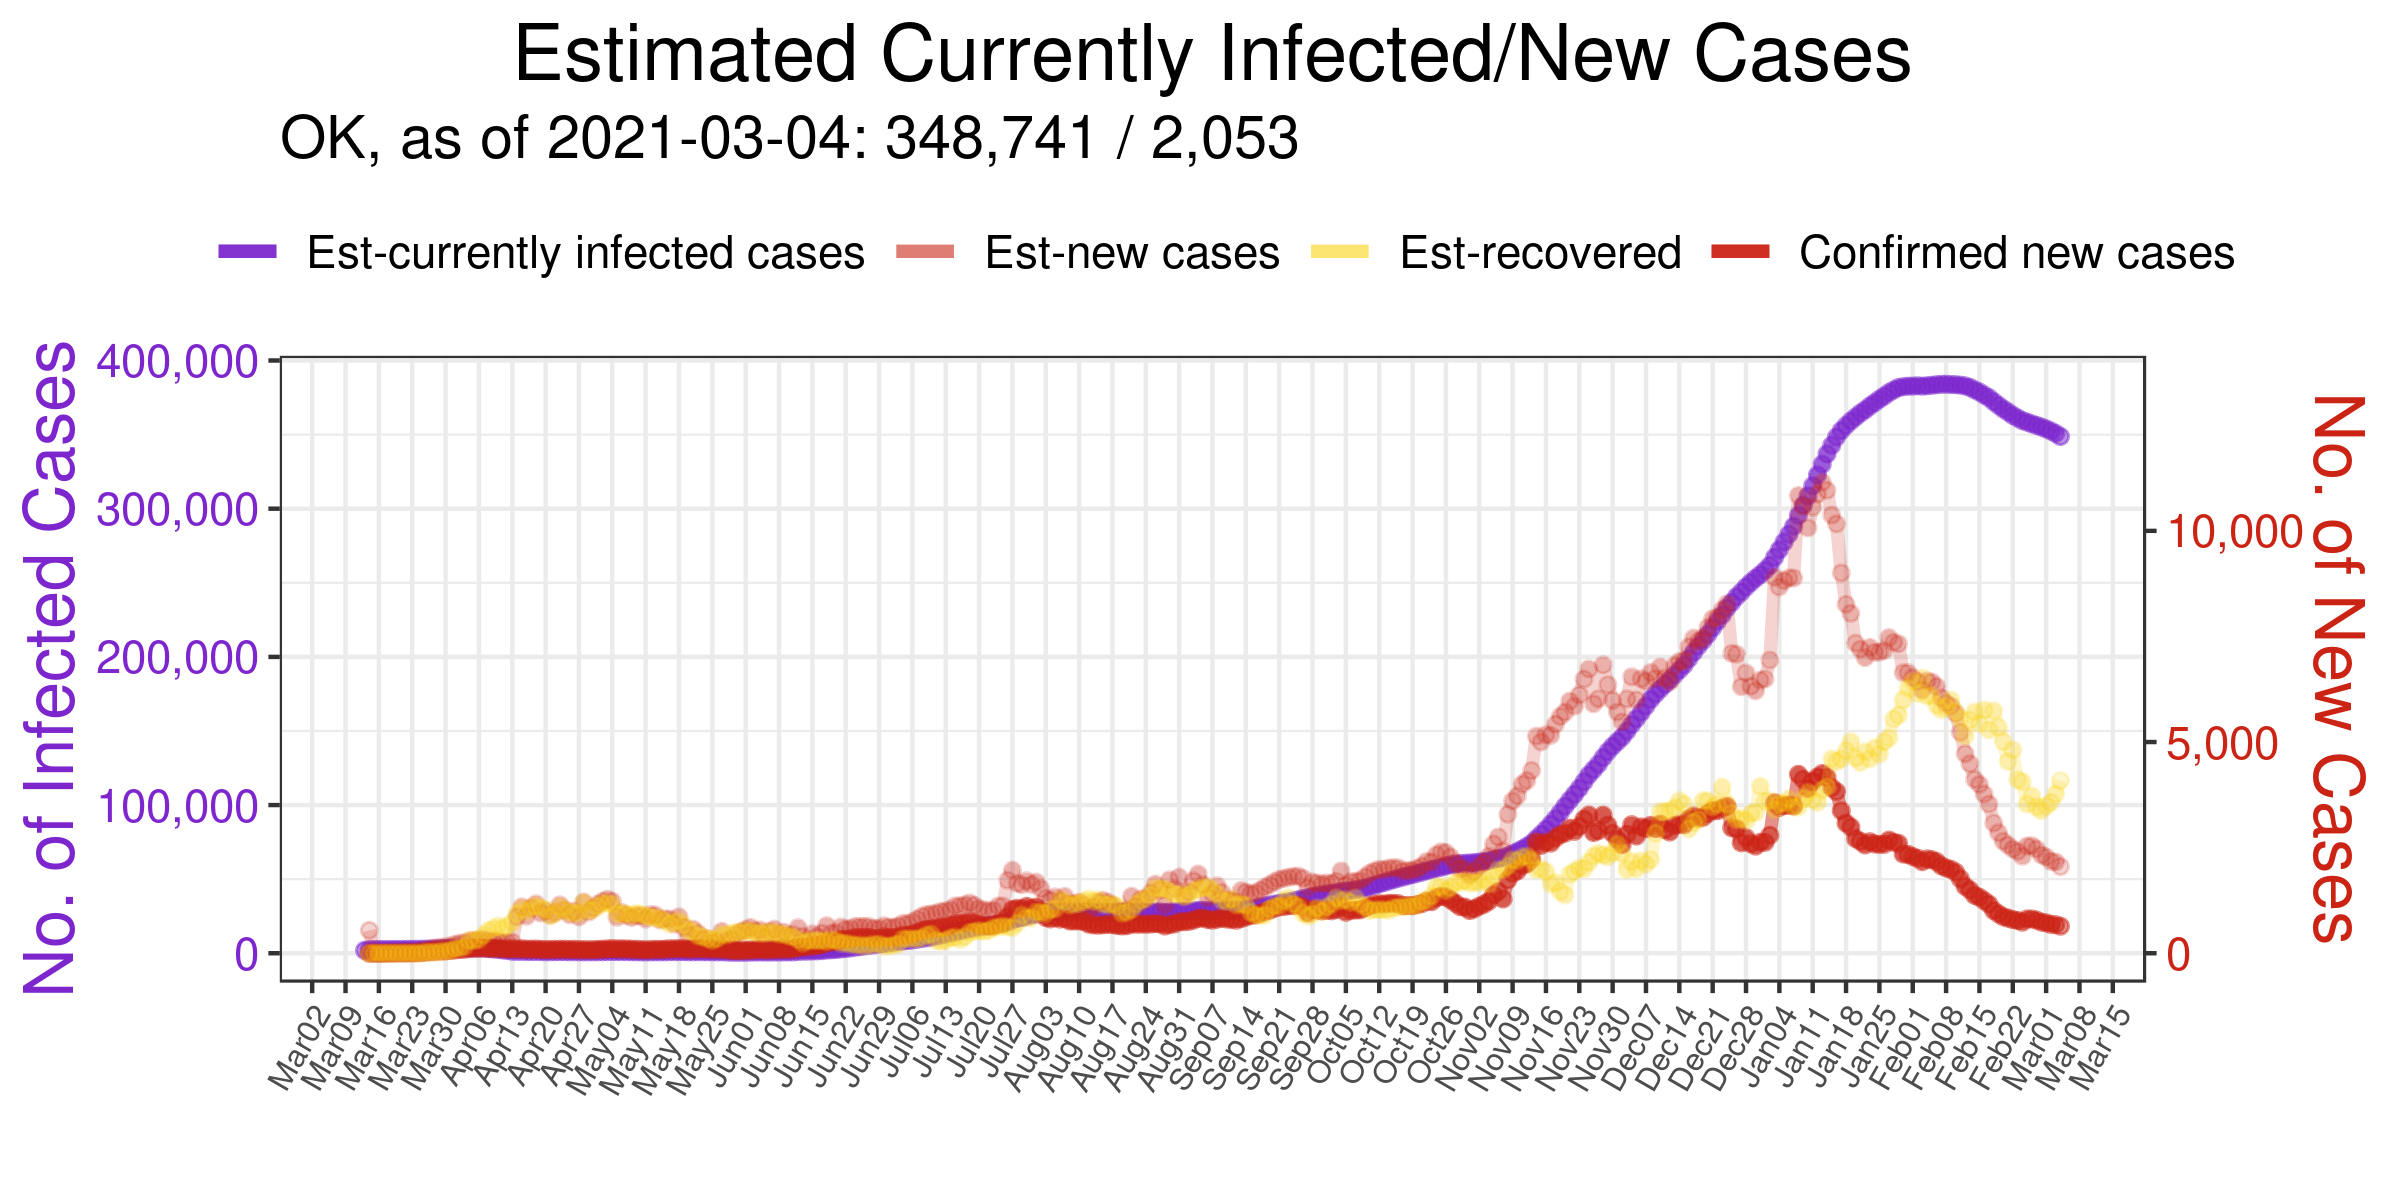 Estimated Currently Infected/New Cases
OK, as of 2021-03-04: 348,741 / 2,053
Est-currently infected cases Est-new cases Est-recovered Confirmed new cases
No. of Infected Cases
400,000
300,000
200,000
100,000
0
No. of New Cases
10,000
5,000
0
Mar02 Mar09 Mar16 Mar23 Mar30 Apr06 Apr13 Apr20 Apr27 May04 May11 May18 May25 Jun01 Jun08 Jun15 Jun22 Jun29 Jul06 Jul13 Jul20 Jul27 Aug03 Aug10 Aug17 Aug24 Aug31 Sep07 Sep14 Sep21 Sep28 Oct05 Oct12 Oct19 Oct26 Nov02 Nov09 Nov16 Nov23 Nov30 Dec07 Dec14 Dec21 Dec28 Jan04 Jan11 Jan18 Jan25 Feb01 Feb08 Feb15 Feb22 Mar01 Mar08 Mar15